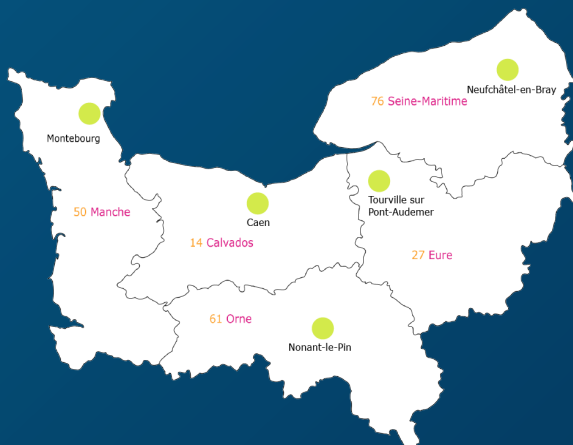 Neufchâtel-en-Bray
76 Seine-Maritime
Montebourg
Tourville sur
Pont-Audemer
50 Manche
Caen
14 Calvados
27 Eure
61 Orne
Nonant-le-Pin